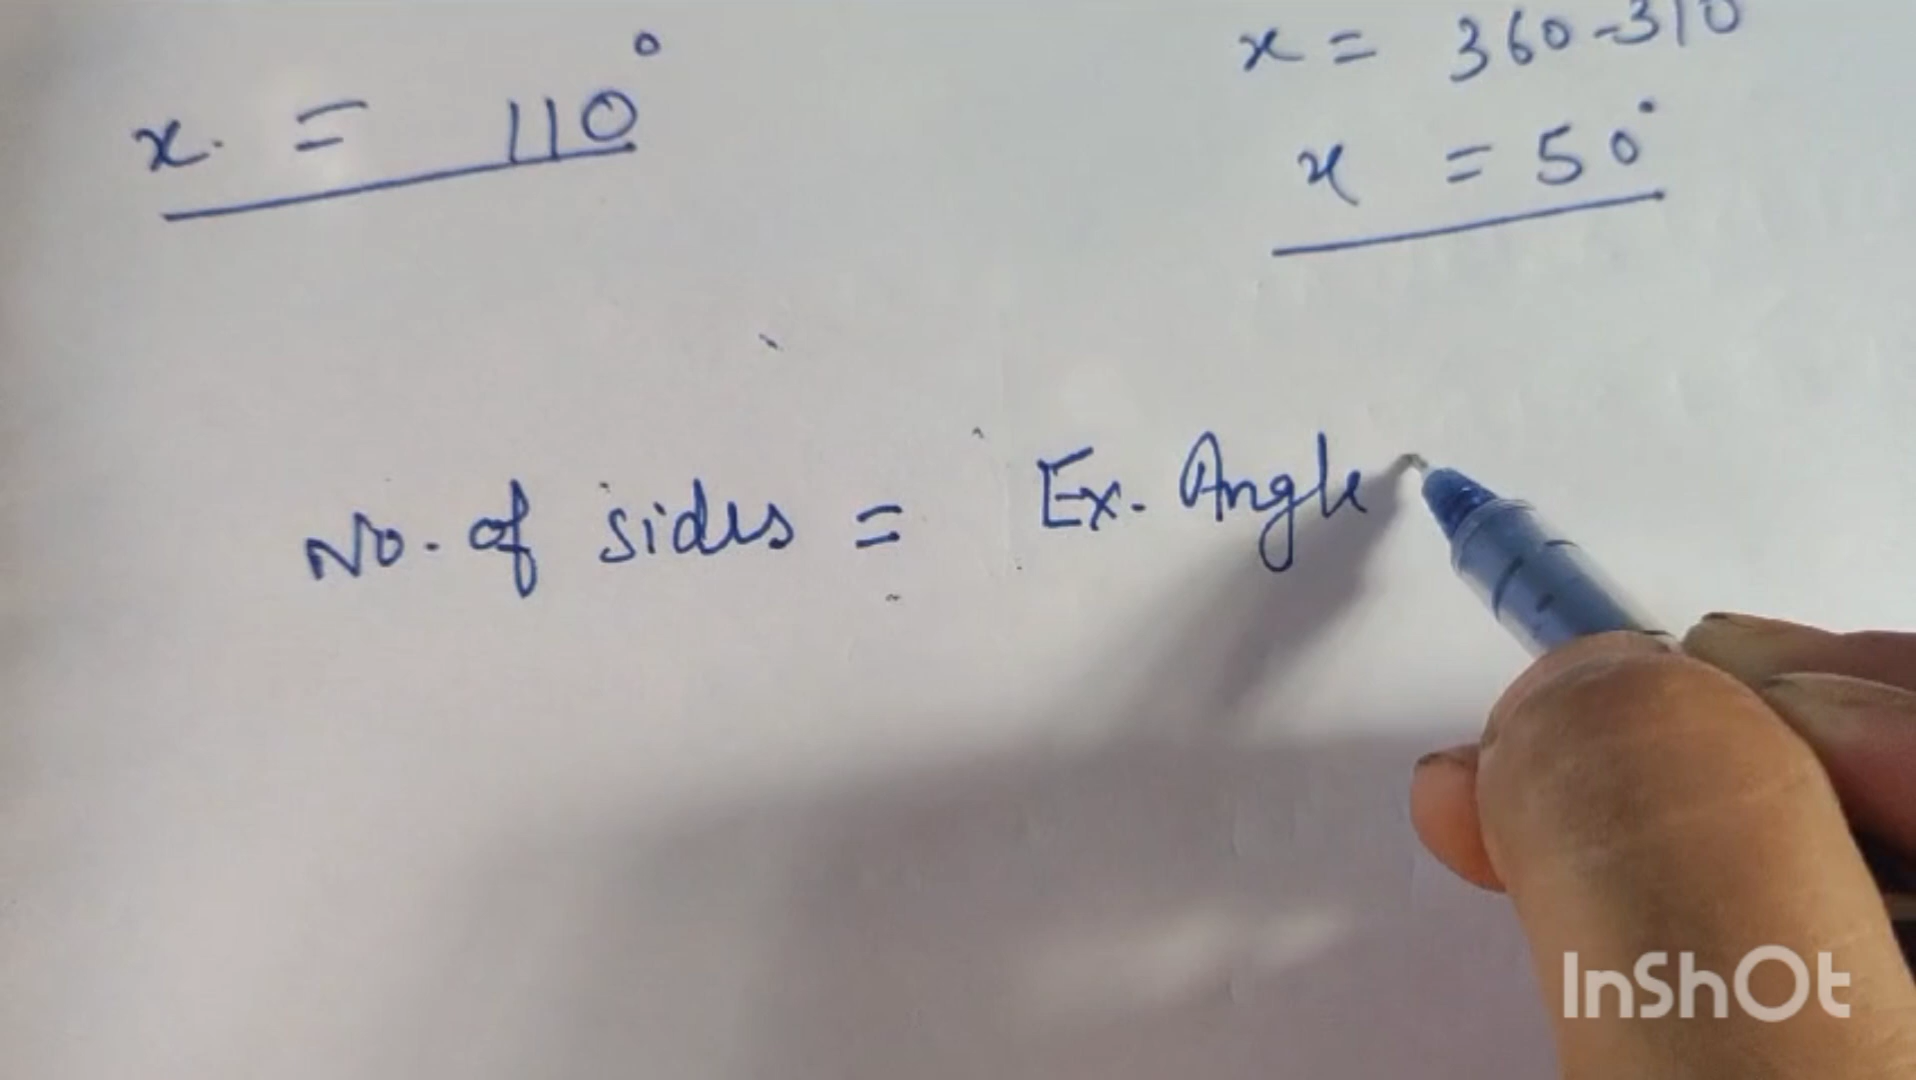 x = 110°
x = 360-310
x = 50°
No. of sides = Ex. Angle
InShOt